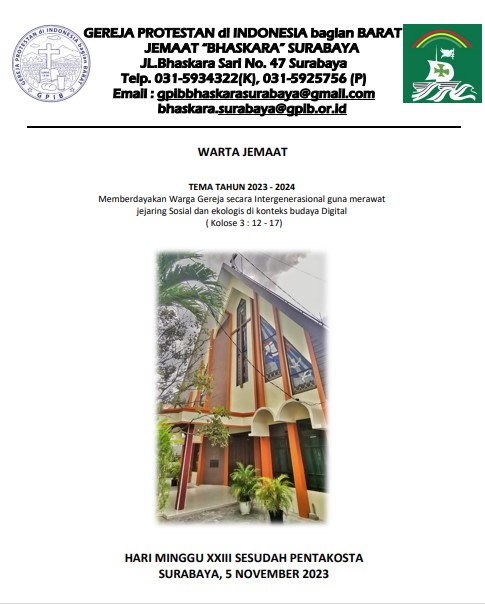 GEREJA PROTESTAN di INDONESIA bagian BARAT
JEMAAT “BHASKARA” SURABAYA
JL.Bhaskara Sari No. 47 Surabaya
Telp. 031-5934322(K), 031-5925756 (P)
Email : gpibbhaskarasurabaya@gmail.com
bhaskara.surabaya@gpib.or.id
GEREJA PROTESTAN di INDONESIA bagian BARAT
GPIB
WARTA JEMAAT
TEMA TAHUN 2023 - 2024
Memberdayakan Warga Gereja secara Intergenerasional guna merawat
jejaring Sosial dan ekologis di konteks budaya Digital
( Kolose 3 : 12 - 17)
HARI MINGGU XXIII SESUDAH PENTAKOSTA
SURABAYA, 5 NOVEMBER 2023